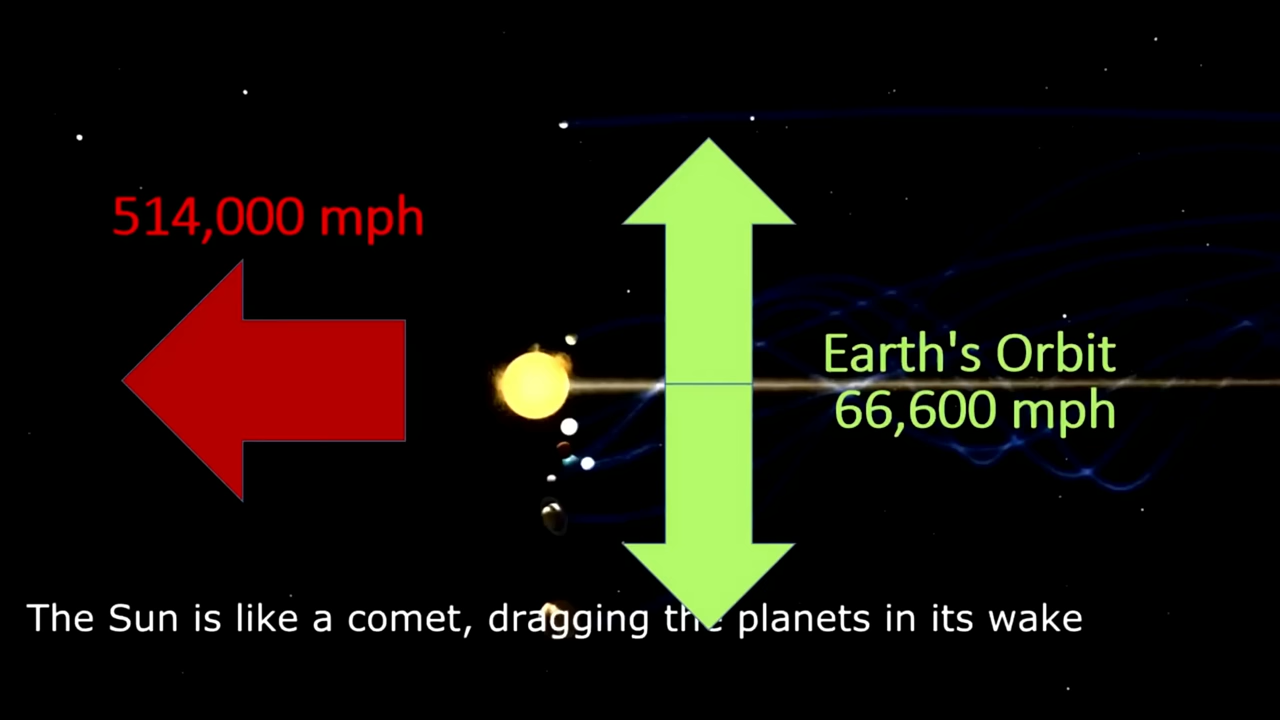 514,000 mph
Earth's Orbit
66,600 mph
The Sun is like a comet, dragging the planets in its wake